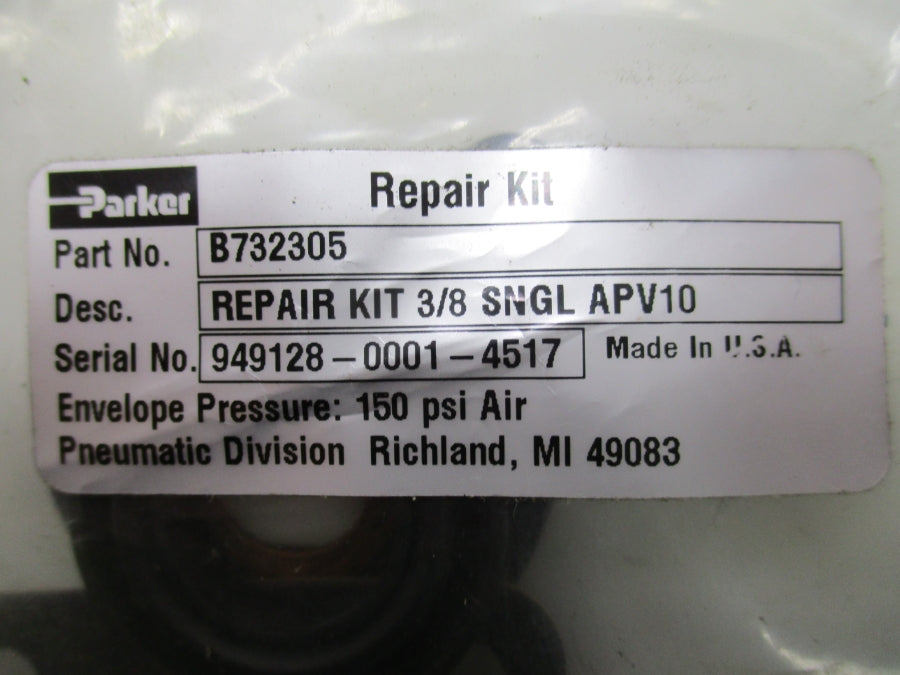 Parker Repair Kit
Part No. B732305
Desc. REPAIR KIT 3/8 SNGL APV10
Serial No. 949128-0001-4517 Made In U.S.A.
Envelope Pressure: 150 psi Air
Pneumatic Division Richland, MI 49083